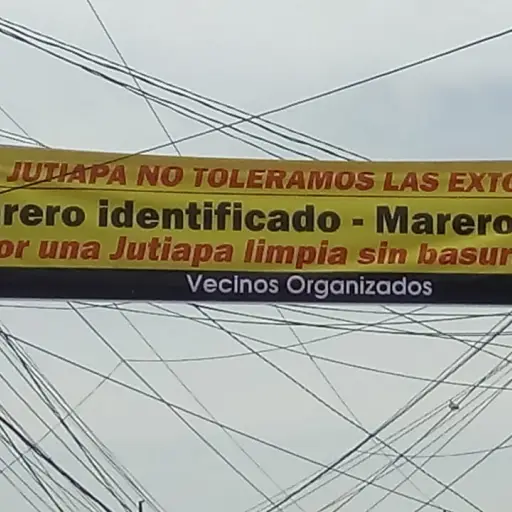 JUTIAPA NO TOLERAMOS LAS EXTO
rero identificado - Marero
or una Jutiapa limpia sin basur
Vecinos Organizados